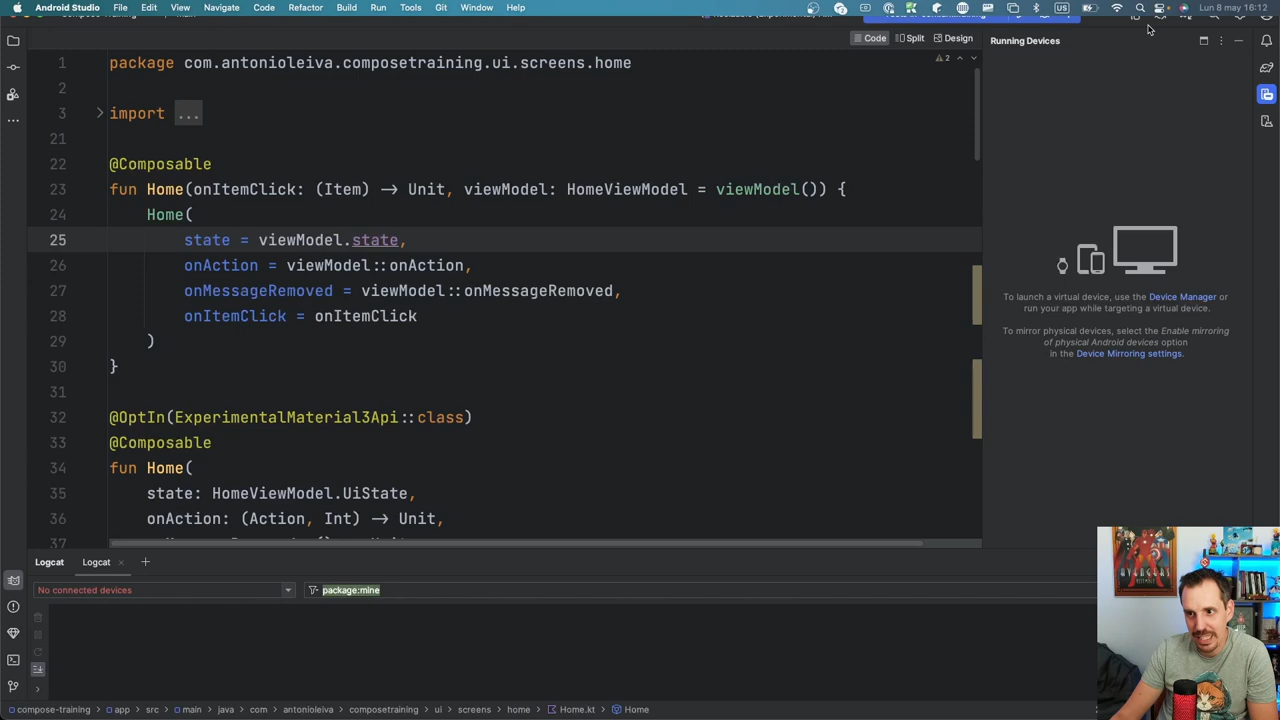 Android Studio File Edit View Navigate Code Refactor Build Run Tools Git Window Help Lun 8 may 16:12
Code Split Design
Running Devices
2
1 package com.antonioleiva.composetraining.ui.screens.home
2
3 import ...
21
22 @Composable
23 fun Home(onItemClick: (Item) -> Unit, viewModel: HomeViewModel = viewModel()) {
24 Home(
25 state = viewModel.state,
26 onAction = viewModel::onAction,
27 onMessageRemoved = viewModel::onMessageRemoved,
28 onItemClick = onItemClick
29 )
30 }
31
32 @OptIn(ExperimentalMaterial3Api::class)
33 @Composable
34 fun Home(
35 state: HomeViewModel.UiState,
36 onAction: (Action, Int) -> Unit,
37
To launch a virtual device, use the Device Manager or
run your app while targeting a virtual device.
To mirror physical devices, select the Enable mirroring
of physical Android devices option
in the Device Mirroring settings.
Logcat Logcat
No connected devices package:mine
AVENGERS
compose-training app src main java com antonioleiva composetraining ui screens home Home.kt Home